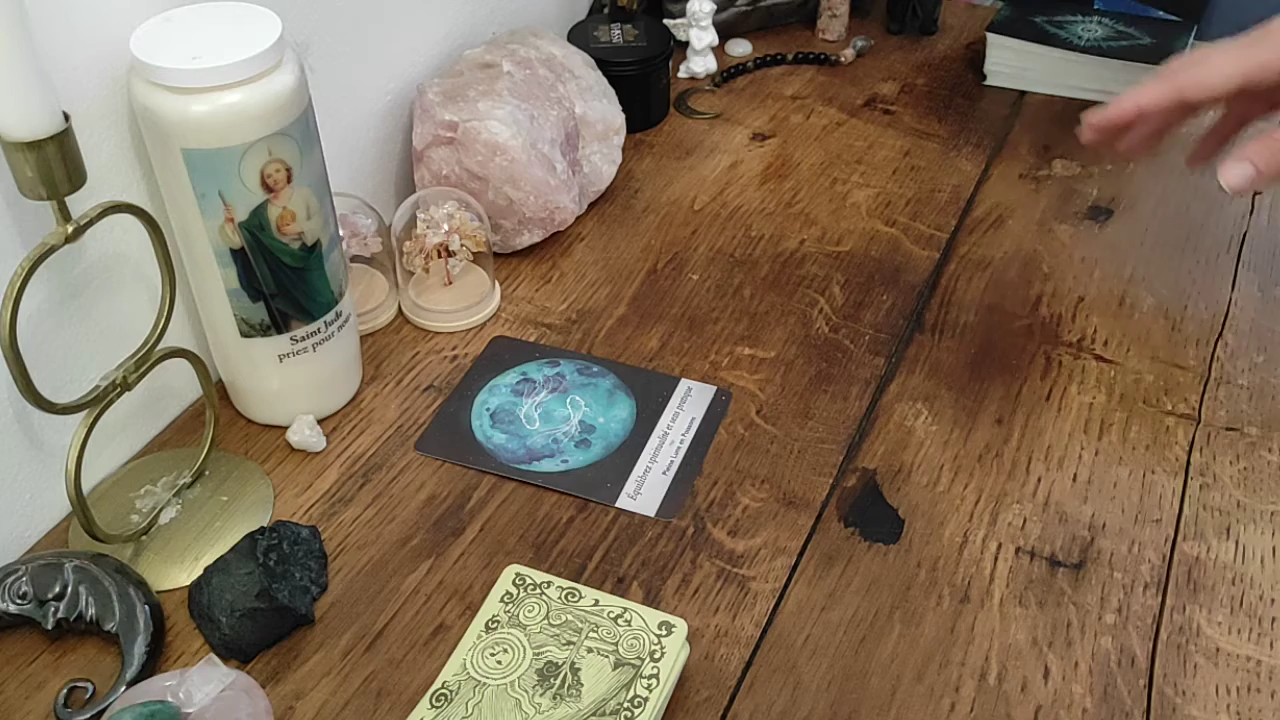 Saint Jude
priez pour nous
Équilibrez spiritualité et sens pratique
Pleine Lune en Poissons